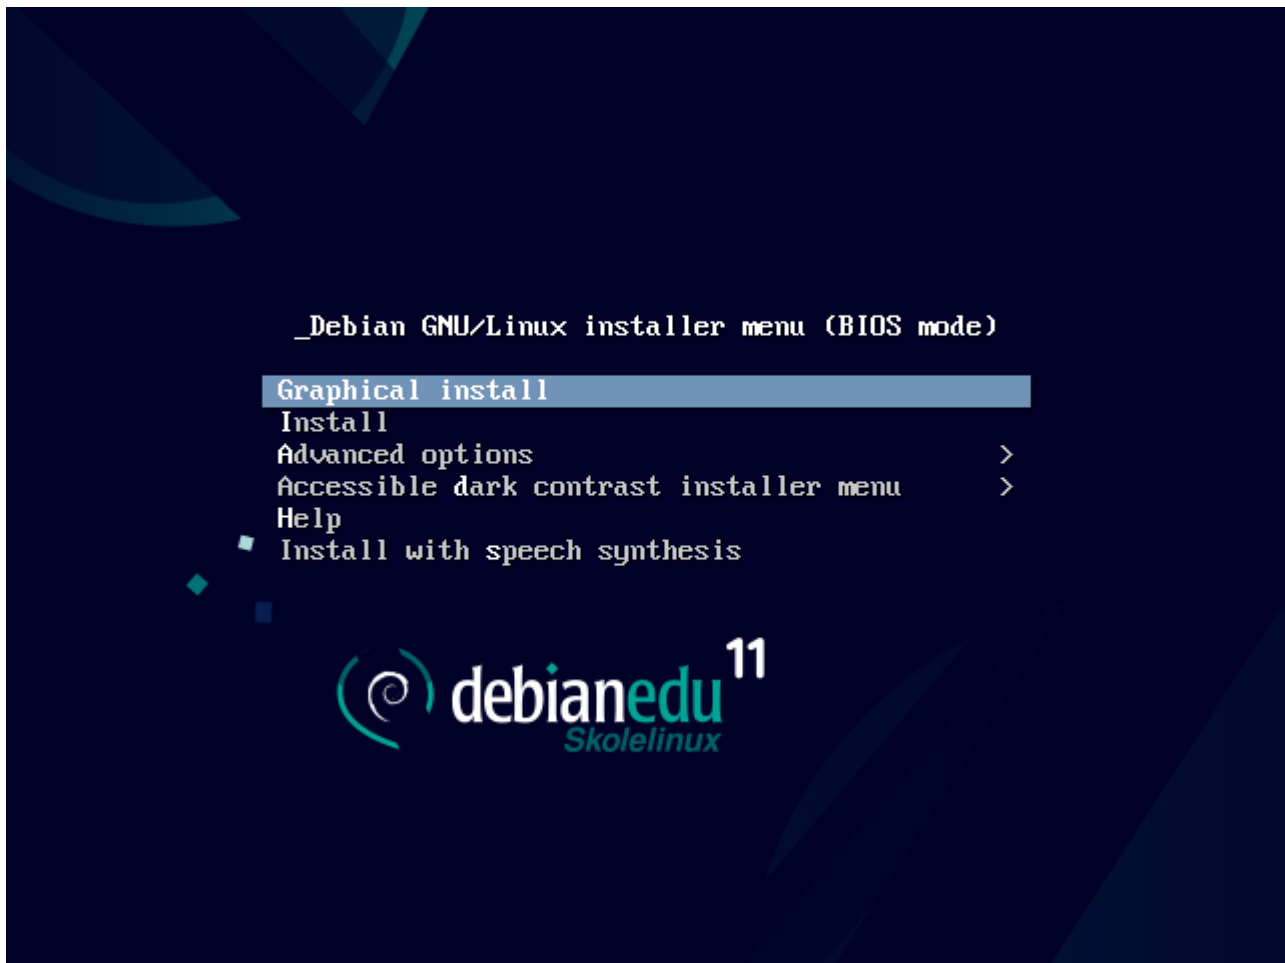 _Debian GNU/Linux installer menu (BIOS mode)
Graphical install
Install
Advanced options >
Accessible dark contrast installer menu >
Help
Install with speech synthesis
debianedu 11
Skolelinux